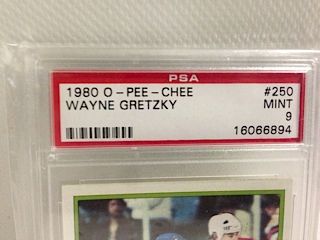 PSA
1980 O-PEE-CHEE #250
WAYNE GRETZKY MINT
9
16066894